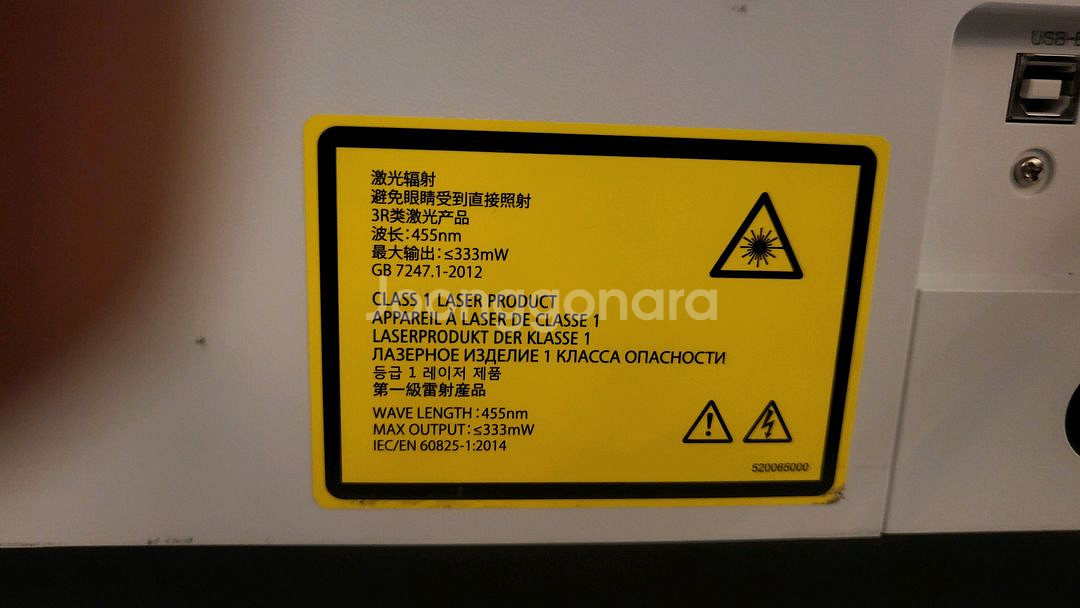 USB-B
激光辐射
避免眼睛受到直接照射
3R类激光产品
波长:455nm
最大输出:≤333mW
GB 7247.1-2012
Joonggonara
CLASS 1 LASER PRODUCT
APPAREIL À LASER DE CLASSE 1
LASERPRODUKT DER KLASSE 1
ЛАЗЕРНОЕ ИЗДЕЛИЕ 1 КЛАССА ОПАСНОСТИ
등급 1 레이저 제품
第一級雷射産品
WAVE LENGTH:455nm
MAX OUTPUT:≤333mW
IEC/EN 60825-1:2014
520065000